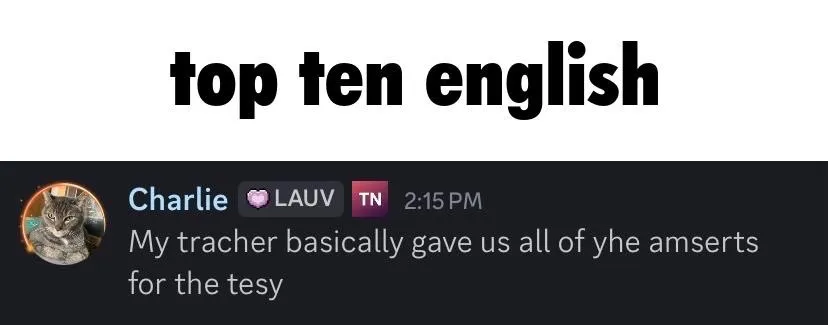 top ten english
Charlie LAUV TN 2:15 PM
My tracher basically gave us all of yhe amserts
for the tesy